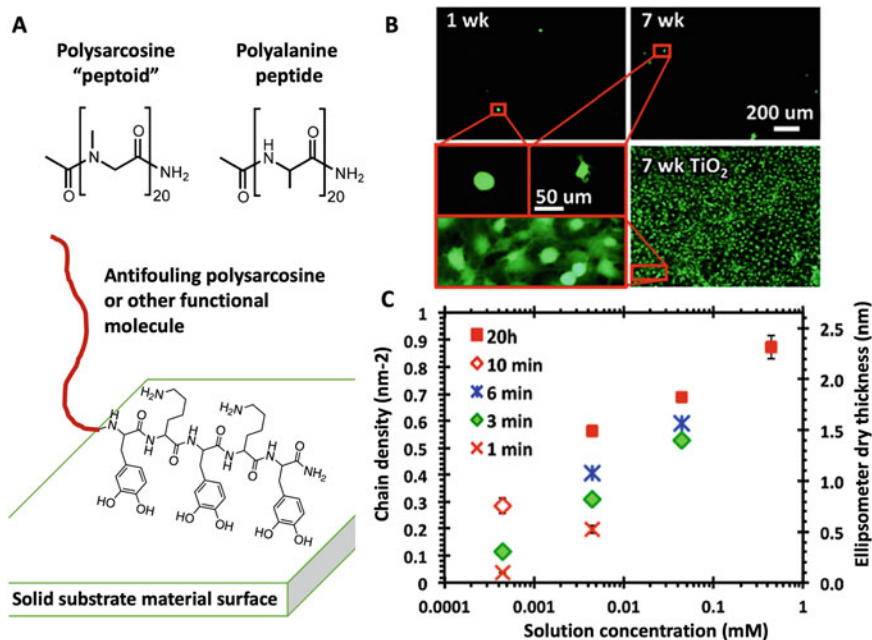 A
Polysarcosine
"peptoid"
Polyalanine
peptide
N
O
O
NH2
20
H
N
O
O
NH2
20
Antifouling polysarcosine
or other functional
molecule
H2N
H2N
H
N
O
N
H
O
H
N
O
N
H
O
H
N
O
NH2
HO
OH
HO
OH
HO
OH
Solid substrate material surface
B
1 wk
7 wk
200 um
50 um
7 wk TiO2
C
Chain density (nm-2)
1
0.9
0.8
0.7
0.6
0.5
0.4
0.3
0.2
0.1
0
20h
10 min
6 min
3 min
1 min
2.5
2.0
1.5
1.0
0.5
0.0
Ellipsometer dry thickness (nm)
0.0001
0.001
0.01
0.1
1
Solution concentration (mM)